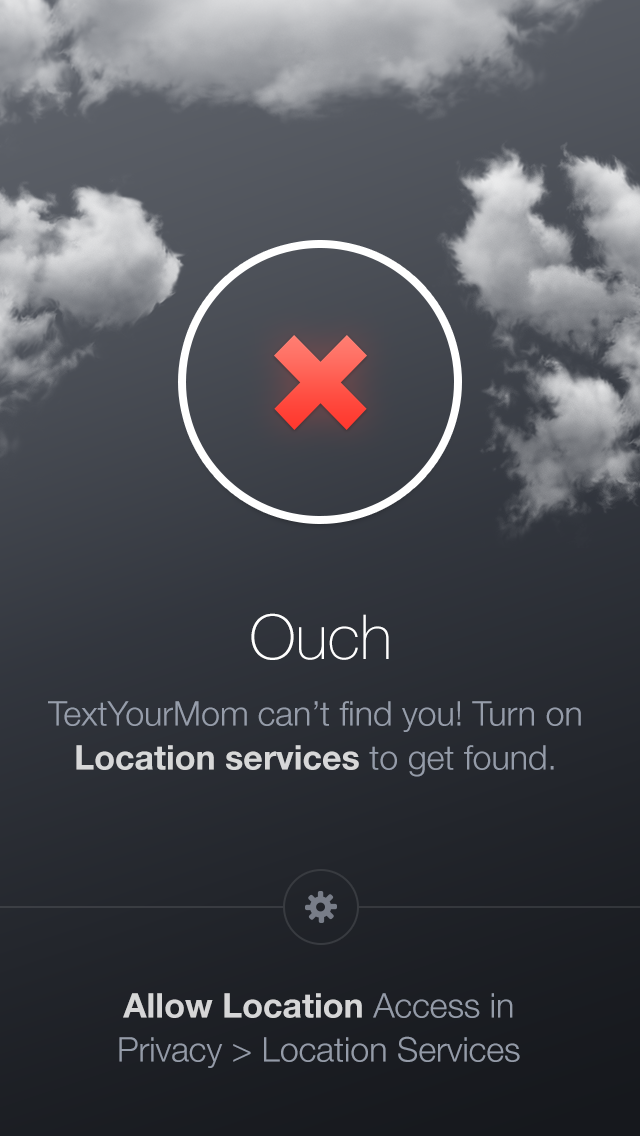 Ouch
TextYourMom can’t find you! Turn on
Location services to get found.
Allow Location Access in
Privacy > Location Services